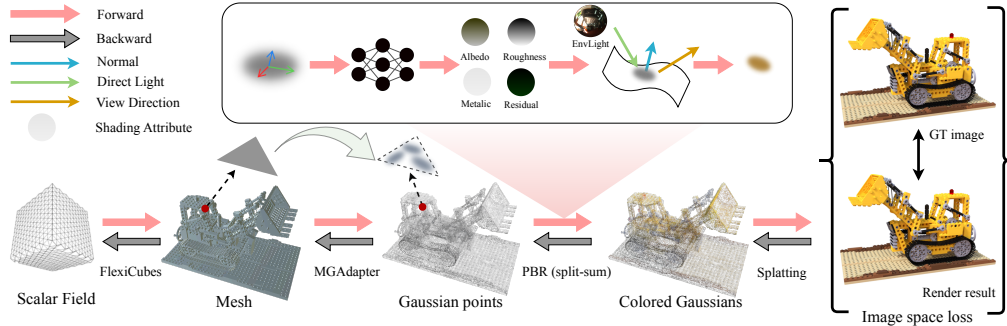 Forward
Backward
Normal
Direct Light
View Direction
Shading Attribute
EnvLight
Albedo
Roughness
Metalic
Residual
GT image
FlexiCubes
MGAdapter
PBR (split-sum)
Splatting
Scalar Field
Mesh
Gaussian points
Colored Gaussians
Render result
Image space loss